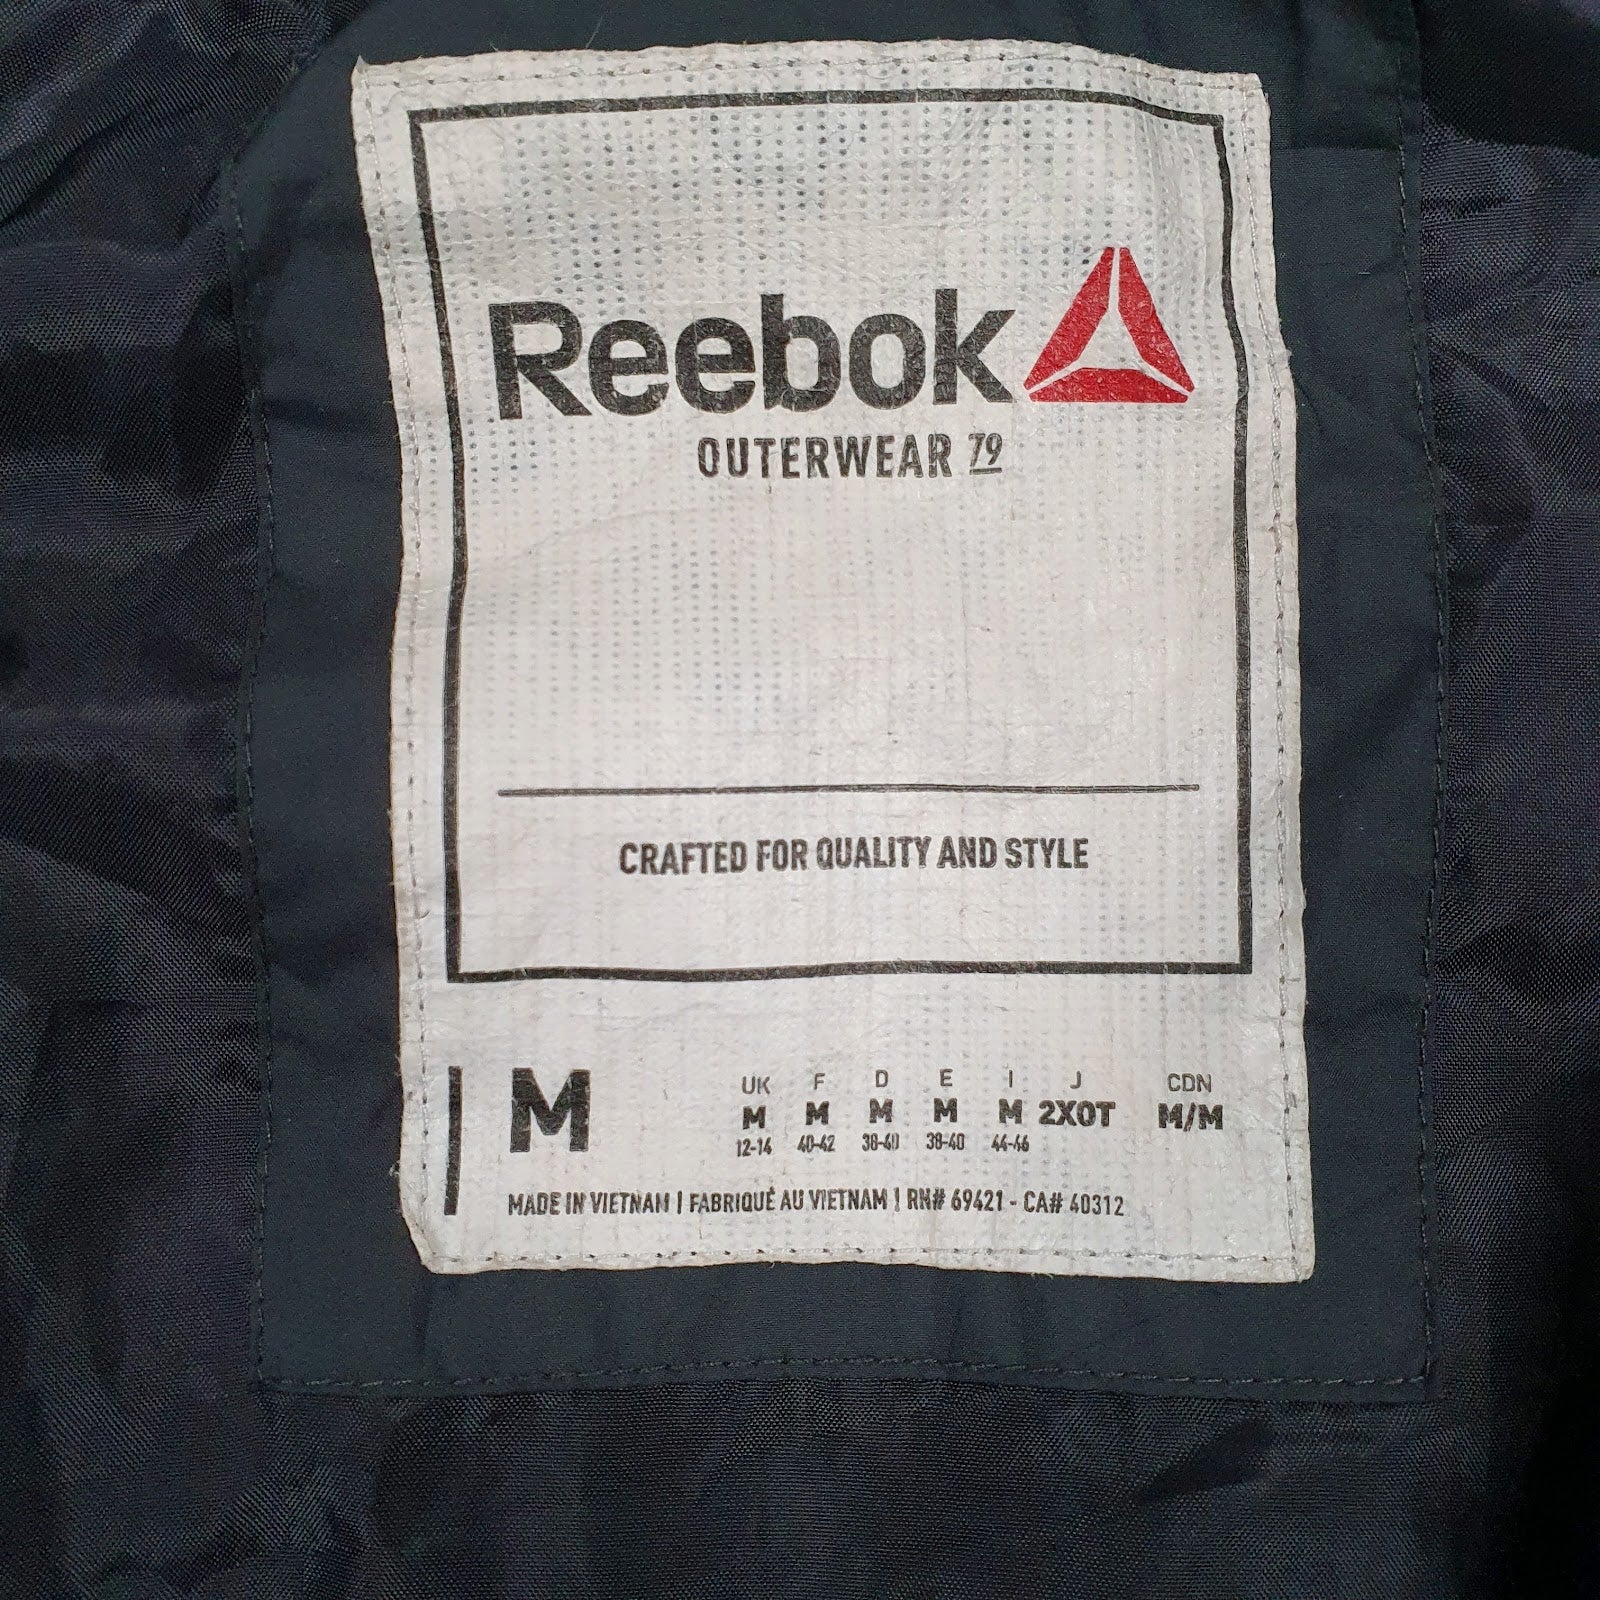 Reebok
OUTERWEAR 79
CRAFTED FOR QUALITY AND STYLE
M
UK F D E I J CDN
M M M M M 2XOT M/M
12-14 40-42 38-40 38-40 44-46
MADE IN VIETNAM | FABRIQUÉ AU VIETNAM | RN# 69421 - CA# 40312